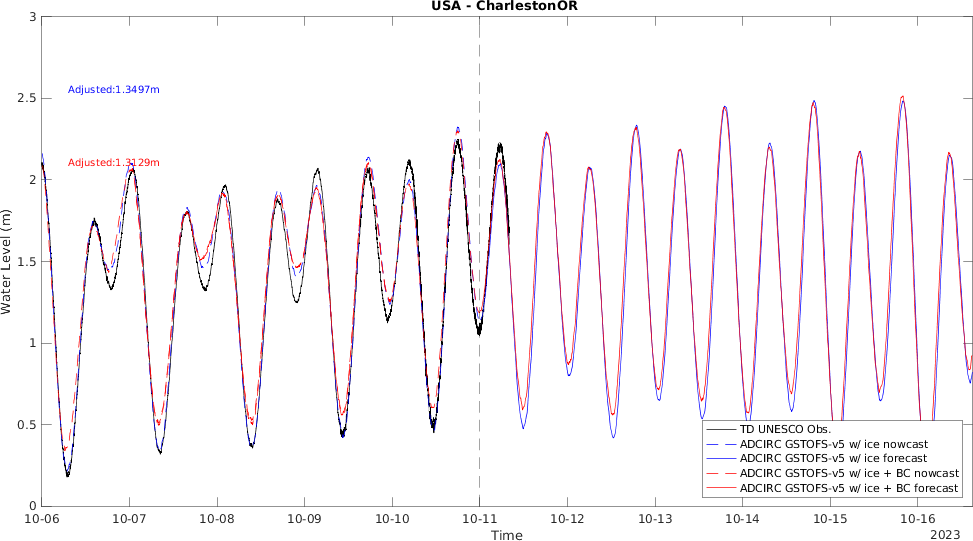 USA - CharlestonOR
3
2.5
2
1.5
1
0.5
0
Water Level (m)
Adjusted:1.3497m
Adjusted:1.3129m
TD UNESCO Obs.
ADCIRC GSTOFS-v5 w/ ice nowcast
ADCIRC GSTOFS-v5 w/ ice forecast
ADCIRC GSTOFS-v5 w/ ice + BC nowcast
ADCIRC GSTOFS-v5 w/ ice + BC forecast
10-06 10-07 10-08 10-09 10-10 10-11 10-12 10-13 10-14 10-15 10-16
Time
2023